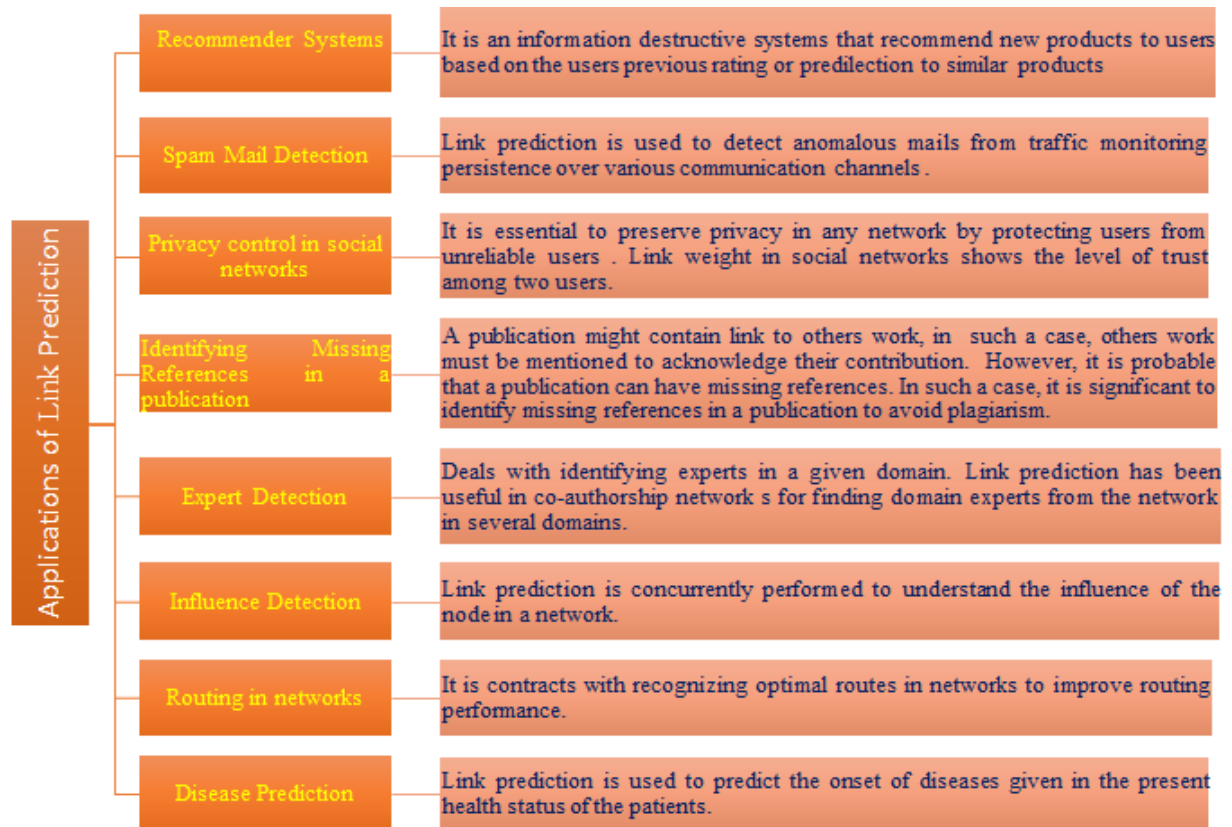 Applications of Link Prediction
Recommender Systems
It is an information destructive systems that recommend new products to users
based on the users previous rating or predilection to similar products
Spam Mail Detection
Link prediction is used to detect anomalous mails from traffic monitoring
persistence over various communication channels .
Privacy control in social
networks
It is essential to preserve privacy in any network by protecting users from
unreliable users . Link weight in social networks shows the level of trust
among two users.
Identifying Missing
References in a
publication
A publication might contain link to others work, in such a case, others work
must be mentioned to acknowledge their contribution. However, it is probable
that a publication can have missing references. In such a case, it is significant to
identify missing references in a publication to avoid plagiarism.
Expert Detection
Deals with identifying experts in a given domain. Link prediction has been
useful in co-authorship network s for finding domain experts from the network
in several domains.
Influence Detection
Link prediction is concurrently performed to understand the influence of the
node in a network.
Routing in networks
It is contracts with recognizing optimal routes in networks to improve routing
performance.
Disease Prediction
Link prediction is used to predict the onset of diseases given in the present
health status of the patients.